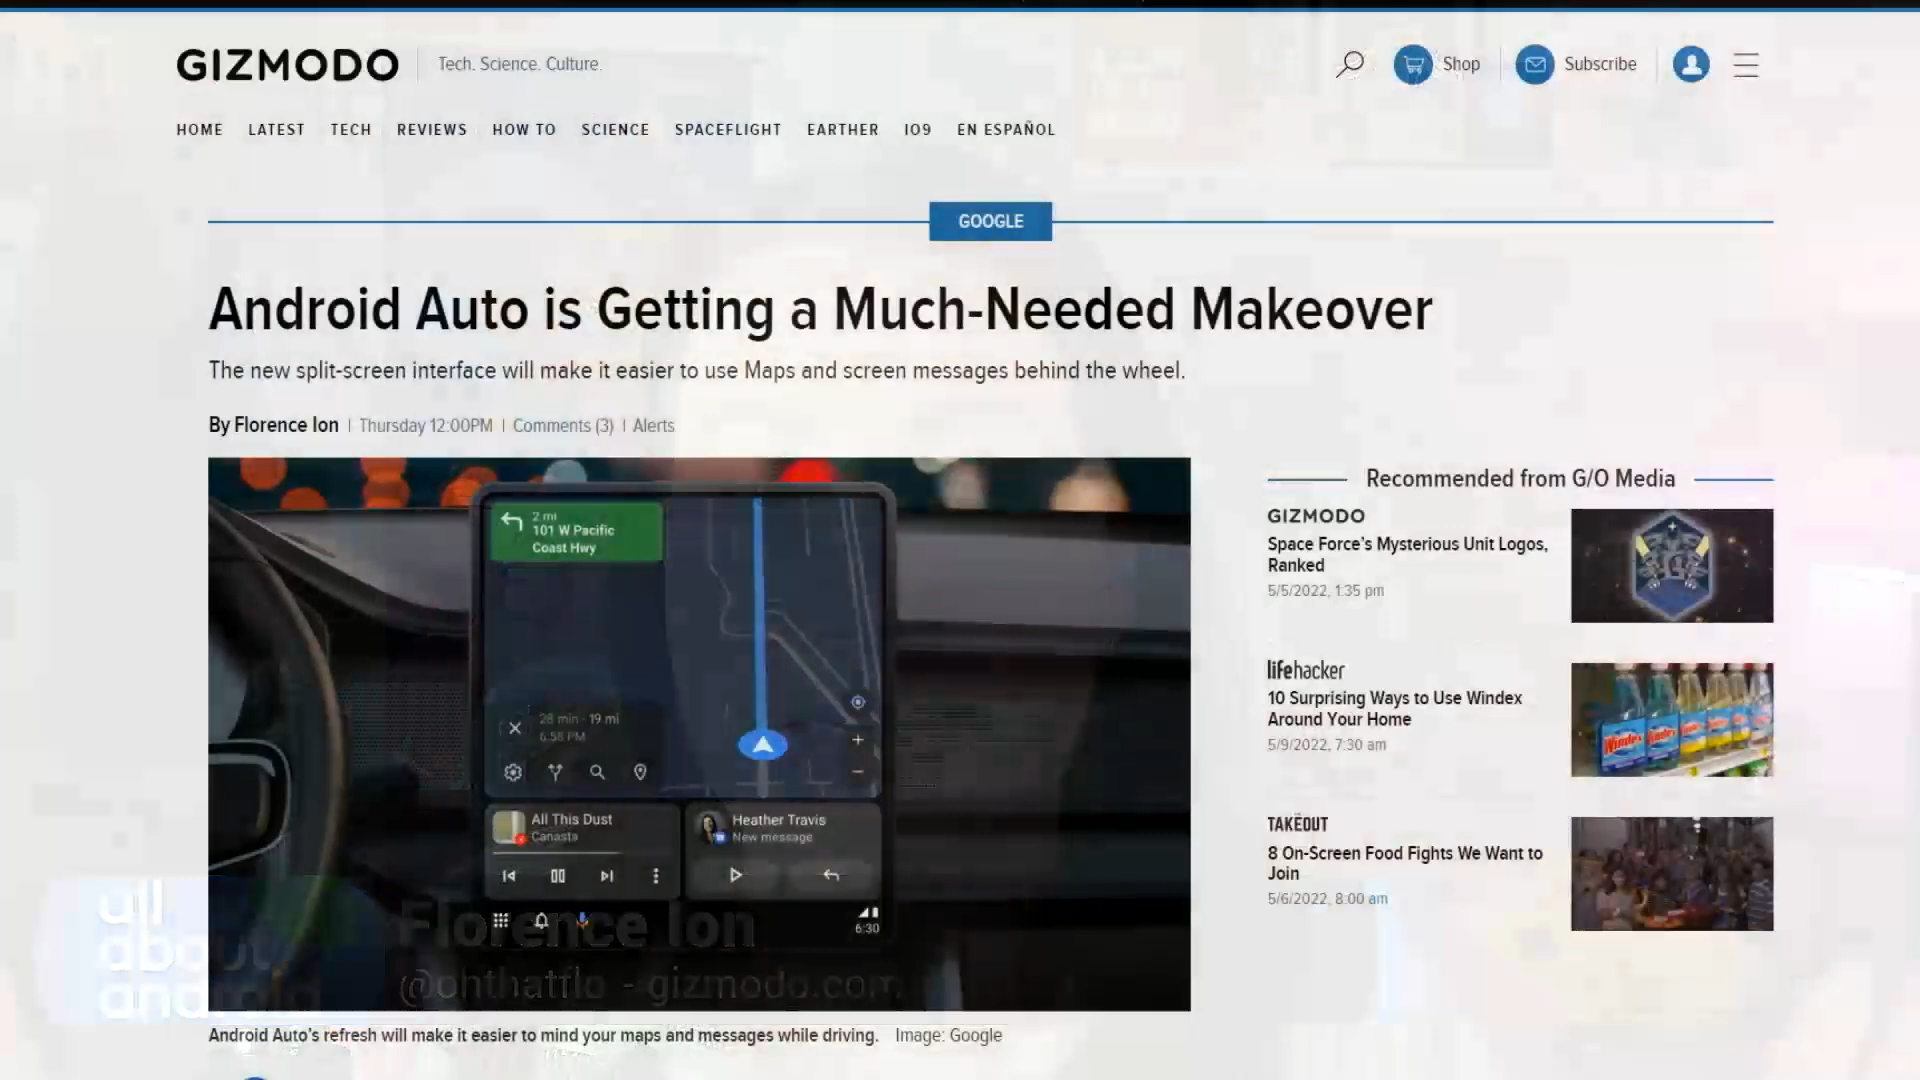 GIZMODO
Tech. Science. Culture.
Shop
Subscribe
HOME LATEST TECH REVIEWS HOW TO SCIENCE SPACEFLIGHT EARTHER IO9 EN ESPAÑOL
GOOGLE
Android Auto is Getting a Much-Needed Makeover
The new split-screen interface will make it easier to use Maps and screen messages behind the wheel.
By Florence Ion | Thursday 12:00PM | Comments (3) | Alerts
2 mi
101 W Pacific
Coast Hwy
28 min - 19 mi
6:58 PM
All This Dust
Canasta
Heather Travis
New message
6:30
all
about
android
Florence Ion
@ohthatflo - gizmodo.com
Android Auto's refresh will make it easier to mind your maps and messages while driving. Image: Google
Recommended from G/O Media
GIZMODO
Space Force's Mysterious Unit Logos,
Ranked
5/5/2022, 1:35 pm
lifehacker
10 Surprising Ways to Use Windex
Around Your Home
5/9/2022, 7:30 am
Windex
Windex
TAKEOUT
8 On-Screen Food Fights We Want to
Join
5/6/2022, 8:00 am